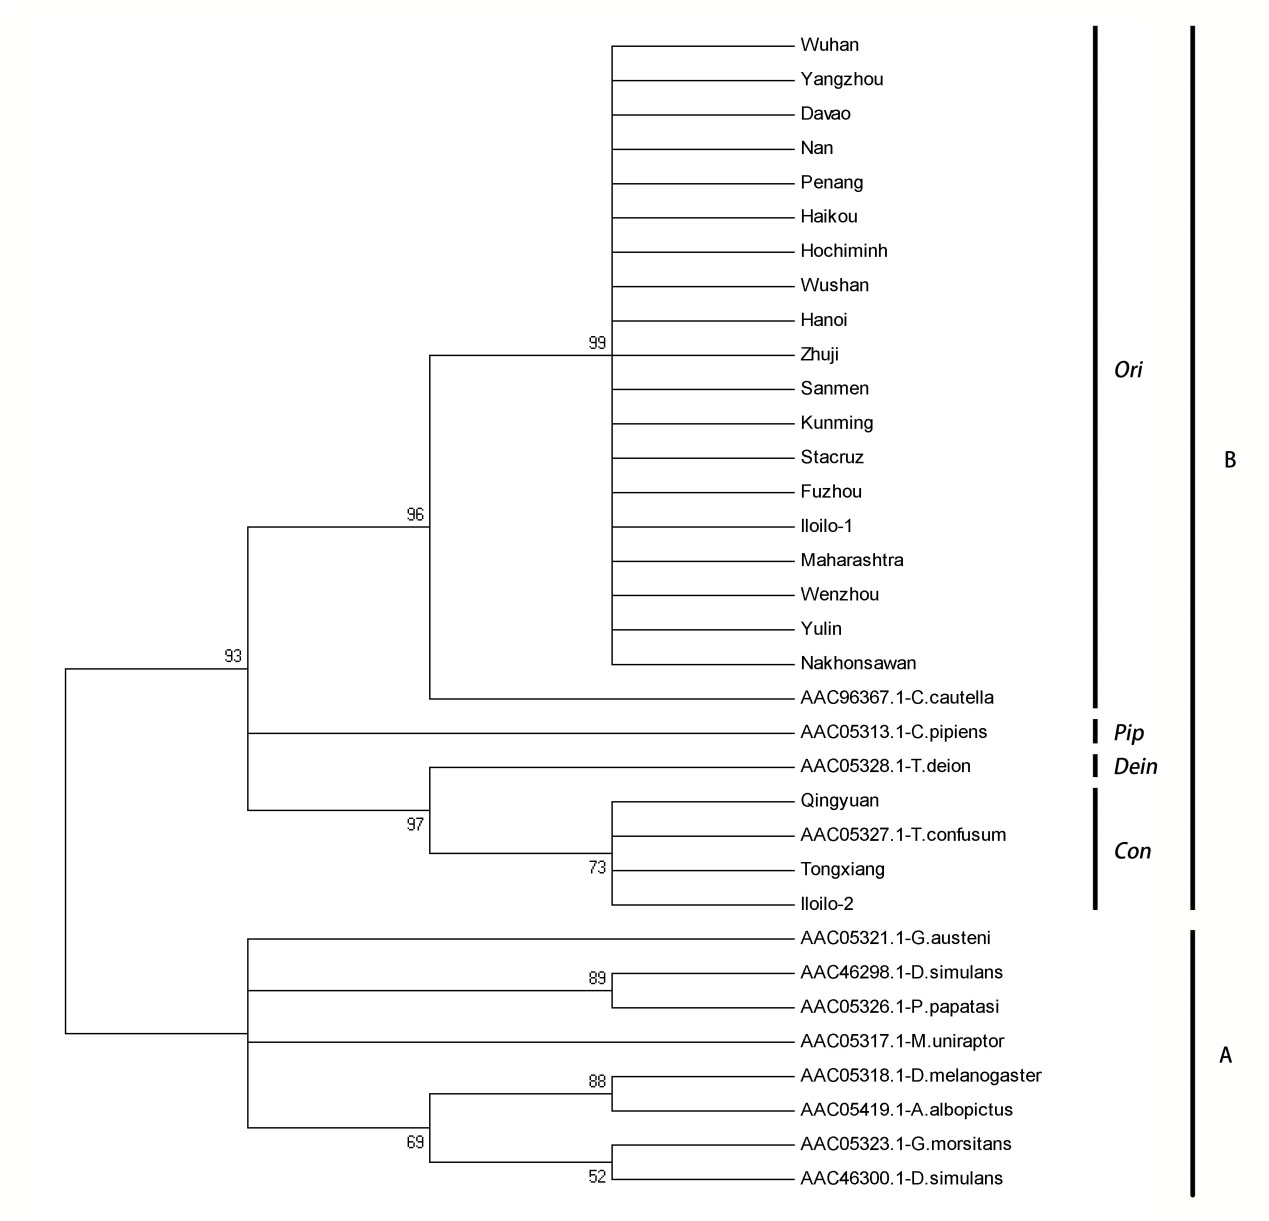 Wuhan
Yangzhou
Davao
Nan
Penang
Haikou
Hochiminh
Wushan
Hanoi
99
Zhuji
Ori
Sanmen
Kunming
Stacruz
B
Fuzhou
96
Iloilo-1
Maharashtra
Wenzhou
Yulin
93
Nakhonsawan
AAC96367.1-C.cautella
AAC05313.1-C.pipiens
Pip
AAC05328.1-T.deion
Dein
Qingyuan
97
AAC05327.1-T.confusum
Con
73
Tongxiang
Iloilo-2
AAC05321.1-G.austeni
89
AAC46298.1-D.simulans
AAC05326.1-P.papatasi
AAC05317.1-M.uniraptor
A
88
AAC05318.1-D.melanogaster
AAC05419.1-A.albopictus
69
AAC05323.1-G.morsitans
52
AAC46300.1-D.simulans